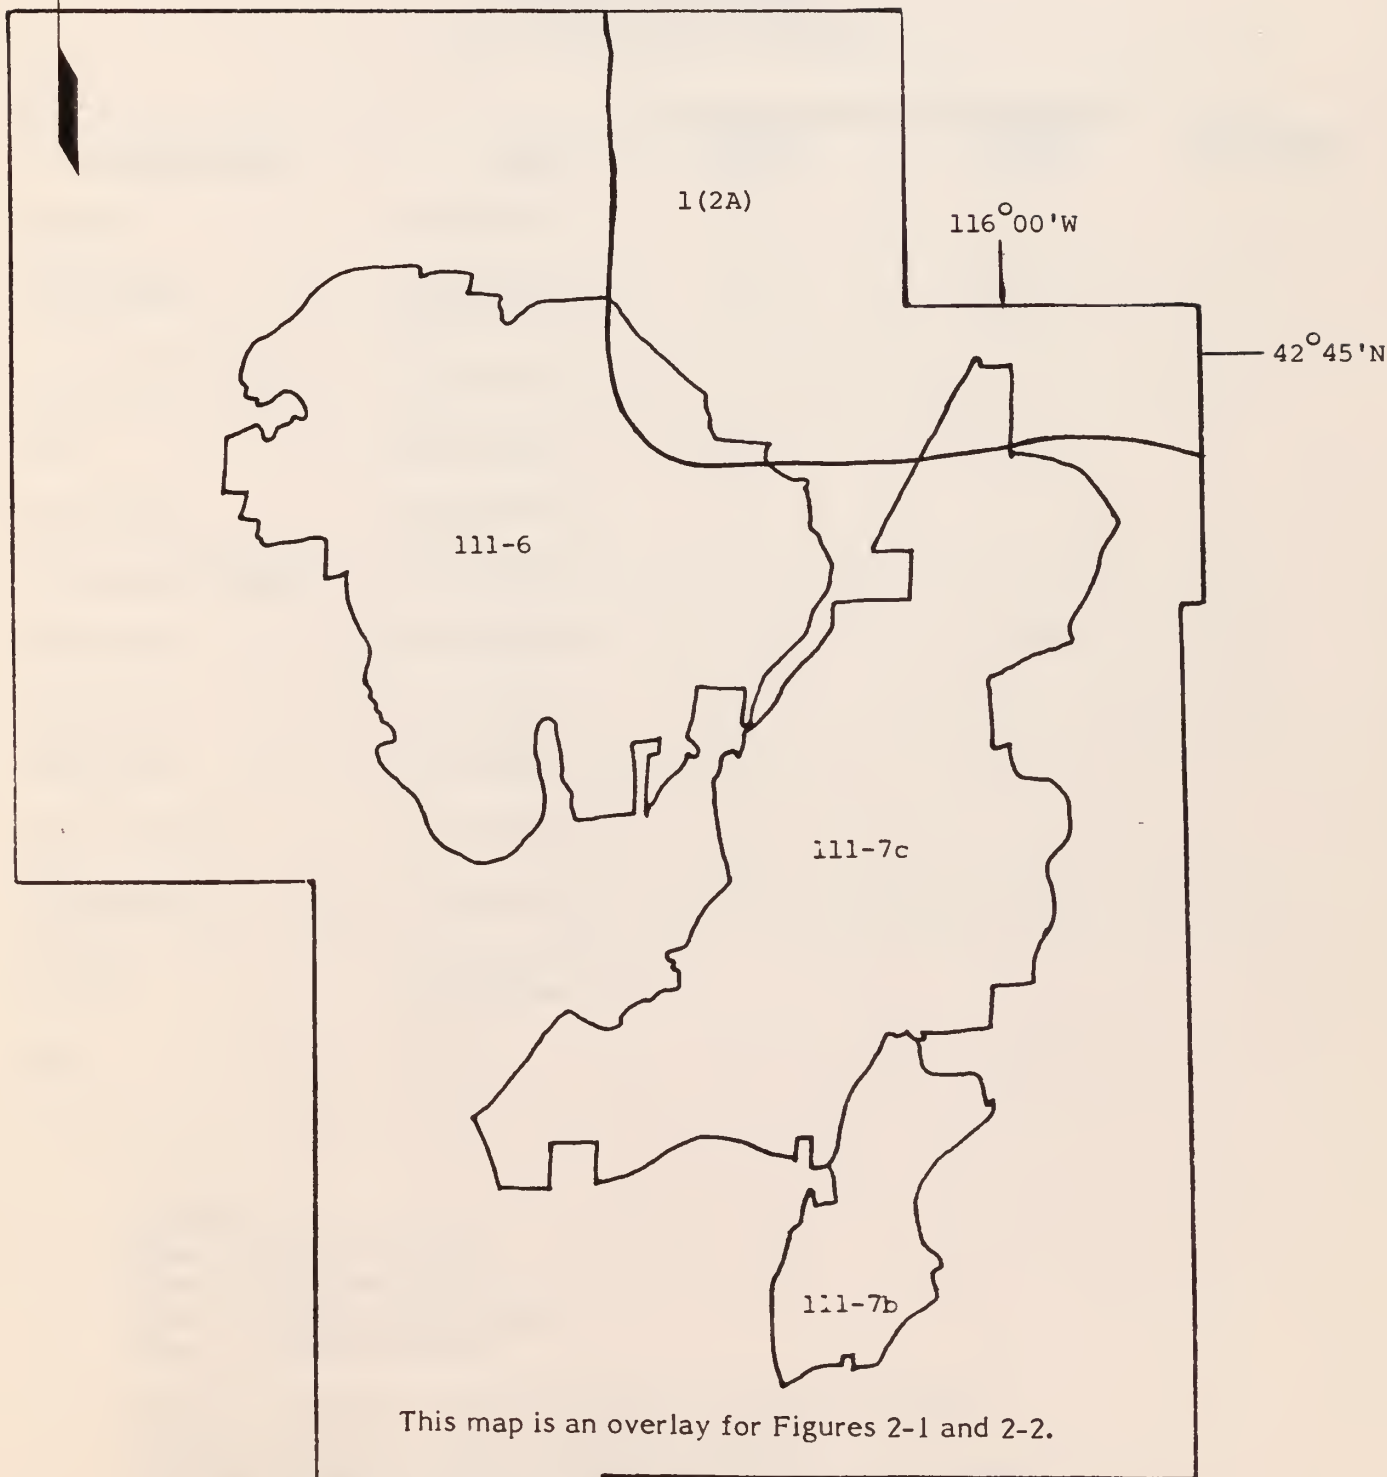 1(2A)
116°00'W
42°45'N
111-6
111-7c
111-7b
This map is an overlay for Figures 2-1 and 2-2.